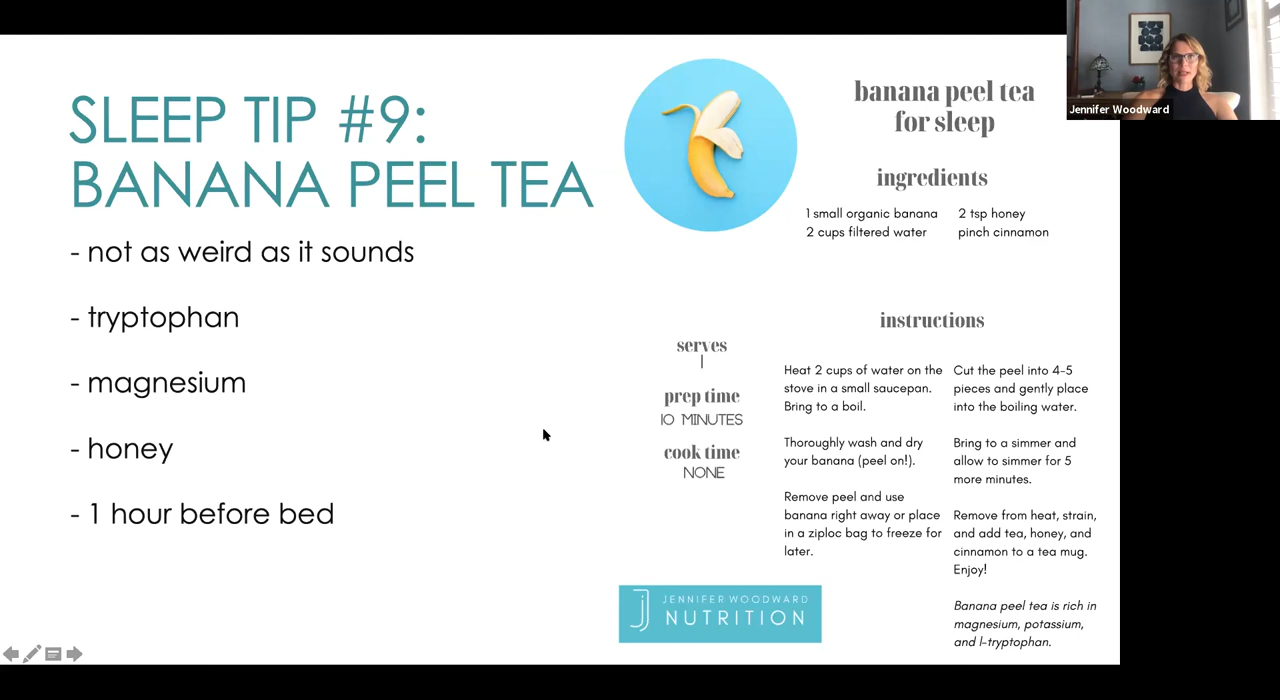 SLEEP TIP #9:
BANANA PEEL TEA
- not as weird as it sounds
- tryptophan
- magnesium
- honey
- 1 hour before bed
banana peel tea
for sleep
ingredients
1 small organic banana
2 cups filtered water
2 tsp honey
pinch cinnamon
serves
1
prep time
10 MINUTES
cook time
NONE
instructions
Heat 2 cups of water on the
stove in a small saucepan.
Bring to a boil.
Thoroughly wash and dry
your banana (peel on!).
Remove peel and use
banana right away or place
in a ziploc bag to freeze for
later.
Cut the peel into 4-5
pieces and gently place
into the boiling water.
Bring to a simmer and
allow to simmer for 5
more minutes.
Remove from heat, strain,
and add tea, honey, and
cinnamon to a tea mug.
Enjoy!
Banana peel tea is rich in
magnesium, potassium,
and l-tryptophan.
JENNIFER WOODWARD
NUTRITION
Jennifer Woodward